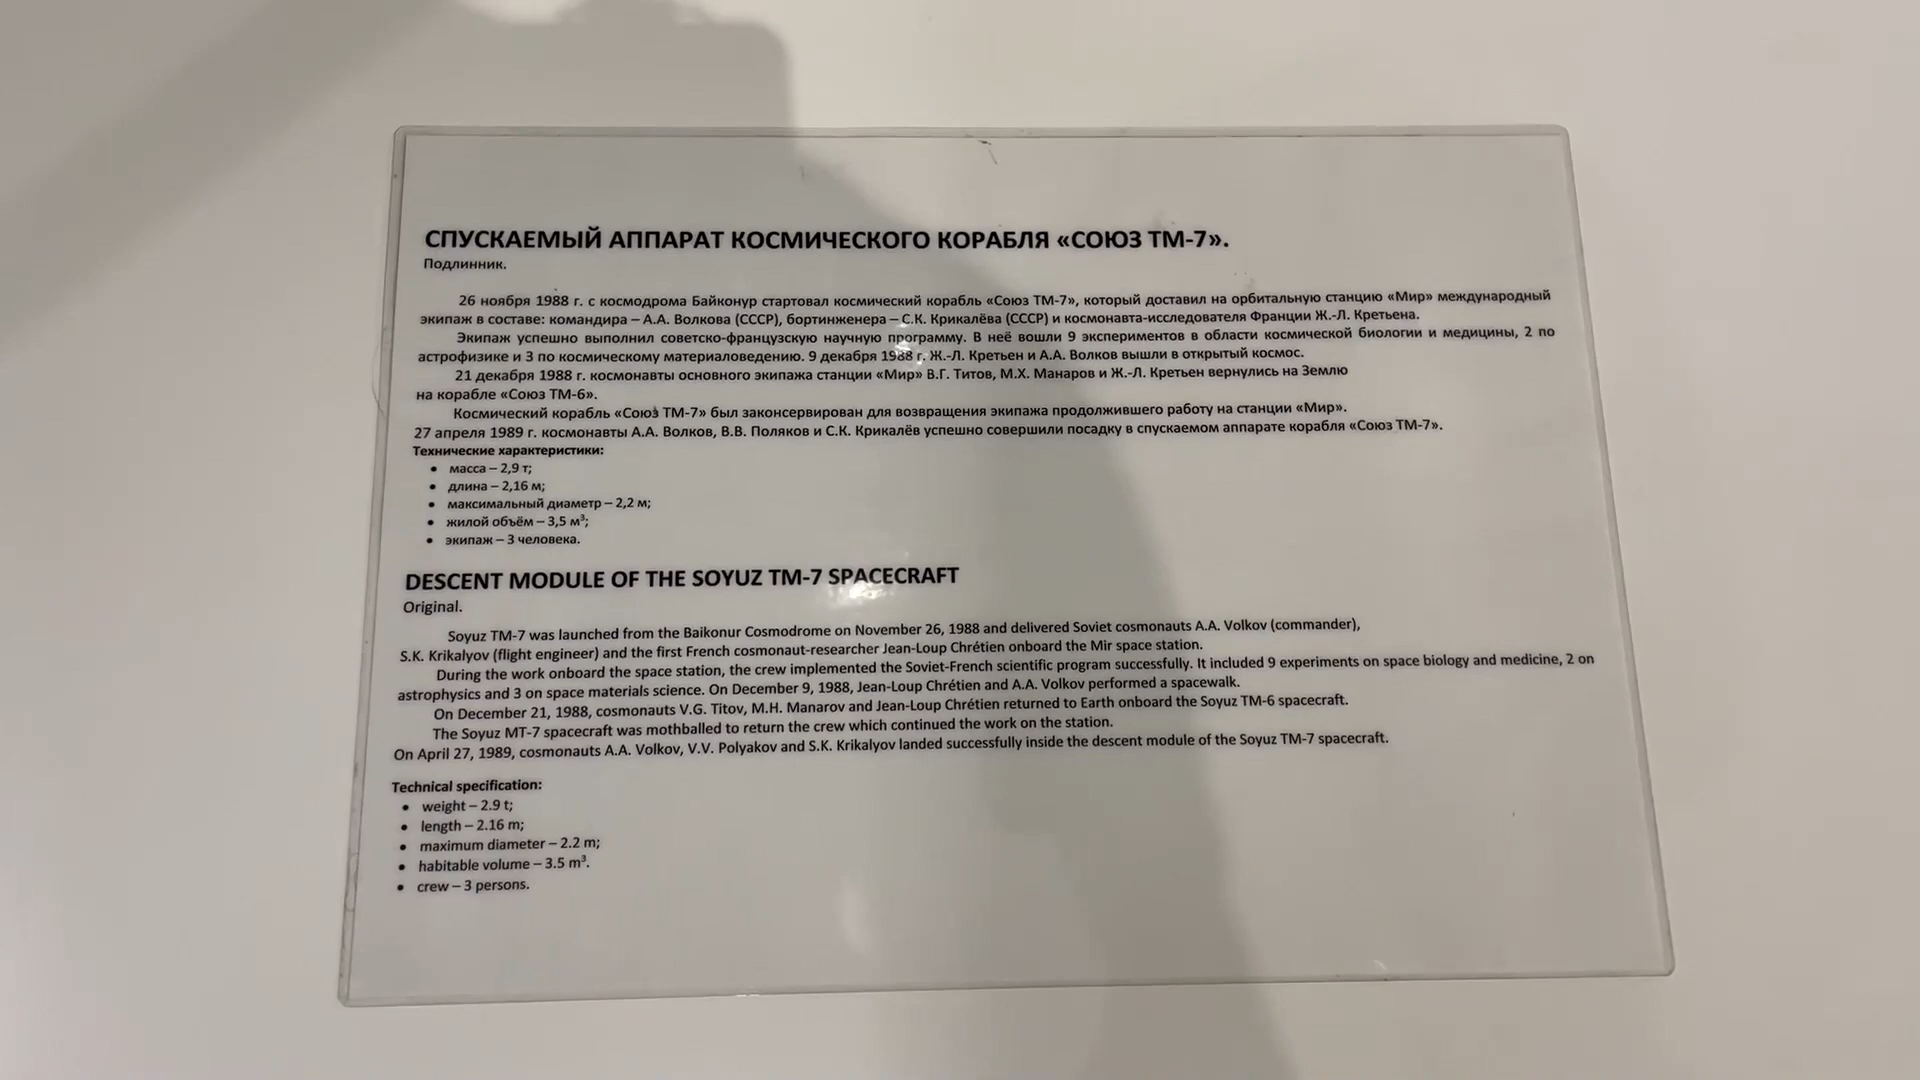 СПУСКАЕМЫЙ АППАРАТ КОСМИЧЕСКОГО КОРАБЛЯ «СОЮЗ ТМ-7».
Подлинник.
26 ноября 1988 г. с космодрома Байконур стартовал космический корабль «Союз ТМ-7», который доставил на орбитальную станцию «Мир» международный
экипаж в составе: командира – А.А. Волкова (СССР), бортинженера – С.К. Крикалёва (СССР) и космонавта-исследователя Франции Ж.-Л. Кретьена.
Экипаж успешно выполнил советско-французскую научную программу. В неё вошли 9 экспериментов в области космической биологии и медицины, 2 по
астрофизике и 3 по космическому материаловедению. 9 декабря 1988 г. Ж.-Л. Кретьен и А.А. Волков вышли в открытый космос.
21 декабря 1988 г. космонавты основного экипажа станции «Мир» В.Г. Титов, М.Х. Манаров и Ж.-Л. Кретьен вернулись на Землю
на корабле «Союз ТМ-6».
Космический корабль «Союз ТМ-7» был законсервирован для возвращения экипажа продолжившего работу на станции «Мир».
27 апреля 1989 г. космонавты А.А. Волков, В.В. Поляков и С.К. Крикалёв успешно совершили посадку в спускаемом аппарате корабля «Союз ТМ-7».
Технические характеристики:
• масса – 2,9 т;
• длина – 2,16 м;
• максимальный диаметр – 2,2 м;
• жилой объём – 3,5 м³;
• экипаж – 3 человека.
DESCENT MODULE OF THE SOYUZ TM-7 SPACECRAFT
Original.
Soyuz TM-7 was launched from the Baikonur Cosmodrome on November 26, 1988 and delivered Soviet cosmonauts A.A. Volkov (commander),
S.K. Krikalyov (flight engineer) and the first French cosmonaut-researcher Jean-Loup Chrétien onboard the Mir space station.
During the work onboard the space station, the crew implemented the Soviet-French scientific program successfully. It included 9 experiments on space biology and medicine, 2 on
astrophysics and 3 on space materials science. On December 9, 1988, Jean-Loup Chrétien and A.A. Volkov performed a spacewalk.
On December 21, 1988, cosmonauts V.G. Titov, M.H. Manarov and Jean-Loup Chrétien returned to Earth onboard the Soyuz TM-6 spacecraft.
The Soyuz MT-7 spacecraft was mothballed to return the crew which continued the work on the station.
On April 27, 1989, cosmonauts A.A. Volkov, V.V. Polyakov and S.K. Krikalyov landed successfully inside the descent module of the Soyuz TM-7 spacecraft.
Technical specification:
• weight – 2.9 t;
• length – 2.16 m;
• maximum diameter – 2.2 m;
• habitable volume – 3.5 m³.
• crew – 3 persons.